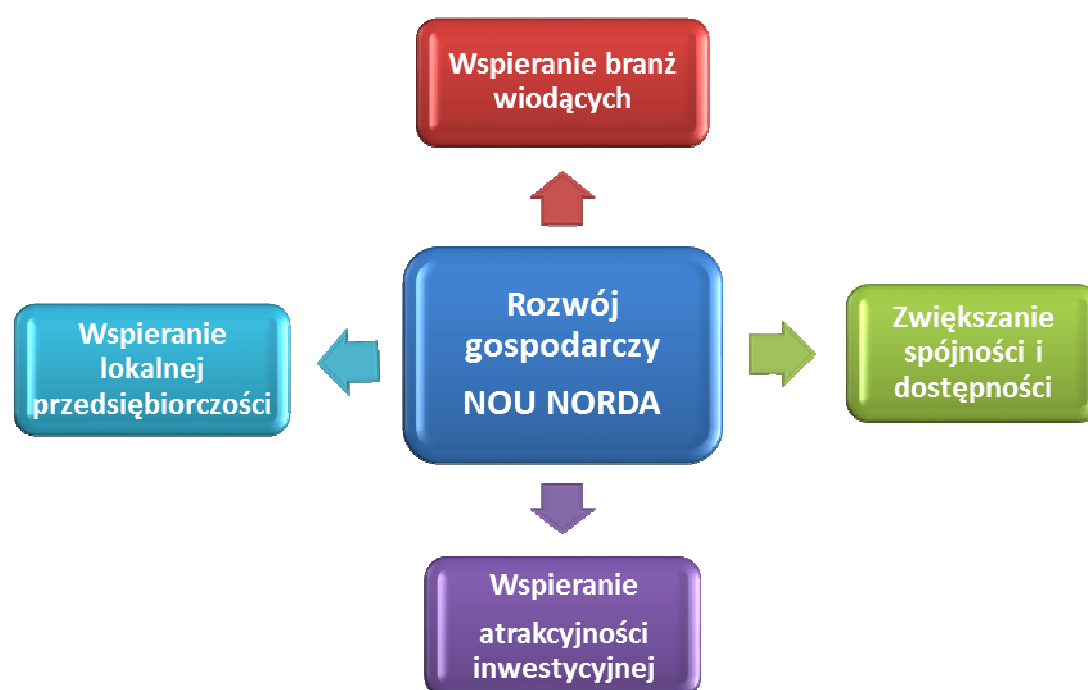 Wspieranie branż
wiodących
Rozwój
gospodarczy
NOU NORDA
Wspieranie
lokalnej
przedsiębiorczości
Zwiększanie
spójności i
dostępności
Wspieranie
atrakcyjności
inwestycyjnej